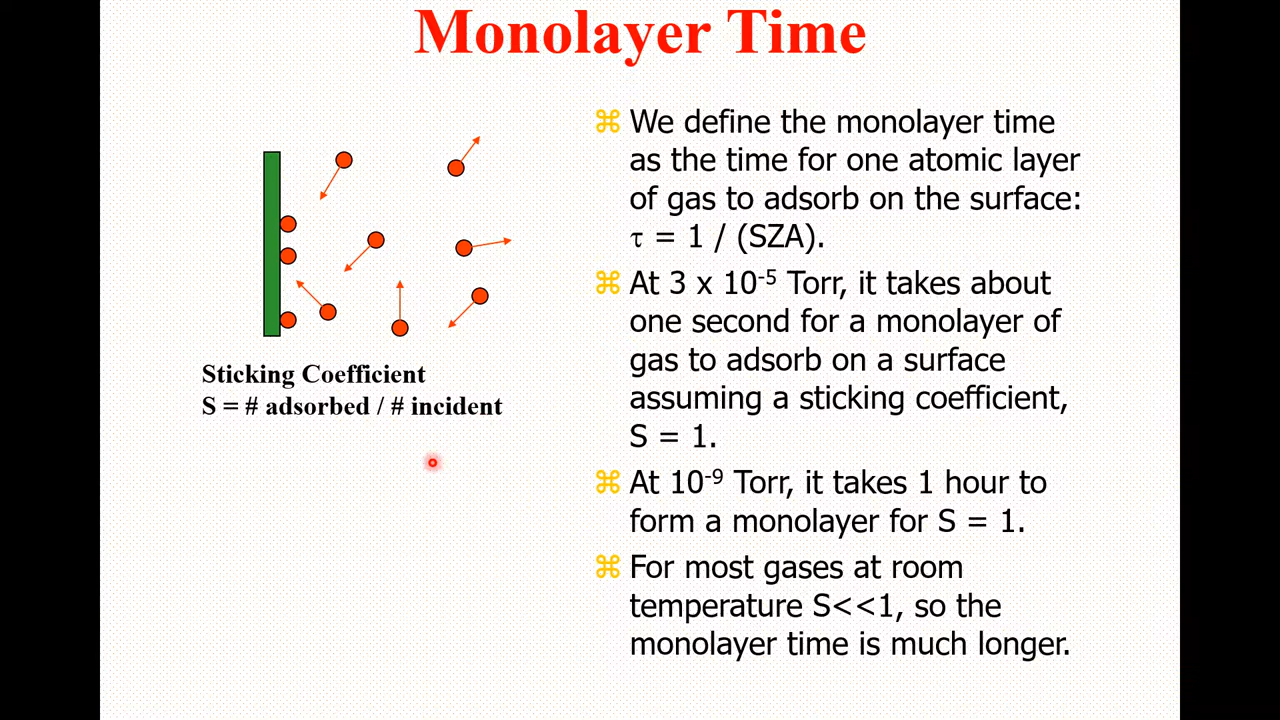 Monolayer Time
Sticking Coefficient
S = # adsorbed / # incident
⌘ We define the monolayer time
as the time for one atomic layer
of gas to adsorb on the surface:
τ = 1 / (SZA).
⌘ At 3 x 10⁻⁵ Torr, it takes about
one second for a monolayer of
gas to adsorb on a surface
assuming a sticking coefficient,
S = 1.
⌘ At 10⁻⁹ Torr, it takes 1 hour to
form a monolayer for S = 1.
⌘ For most gases at room
temperature S<<1, so the
monolayer time is much longer.